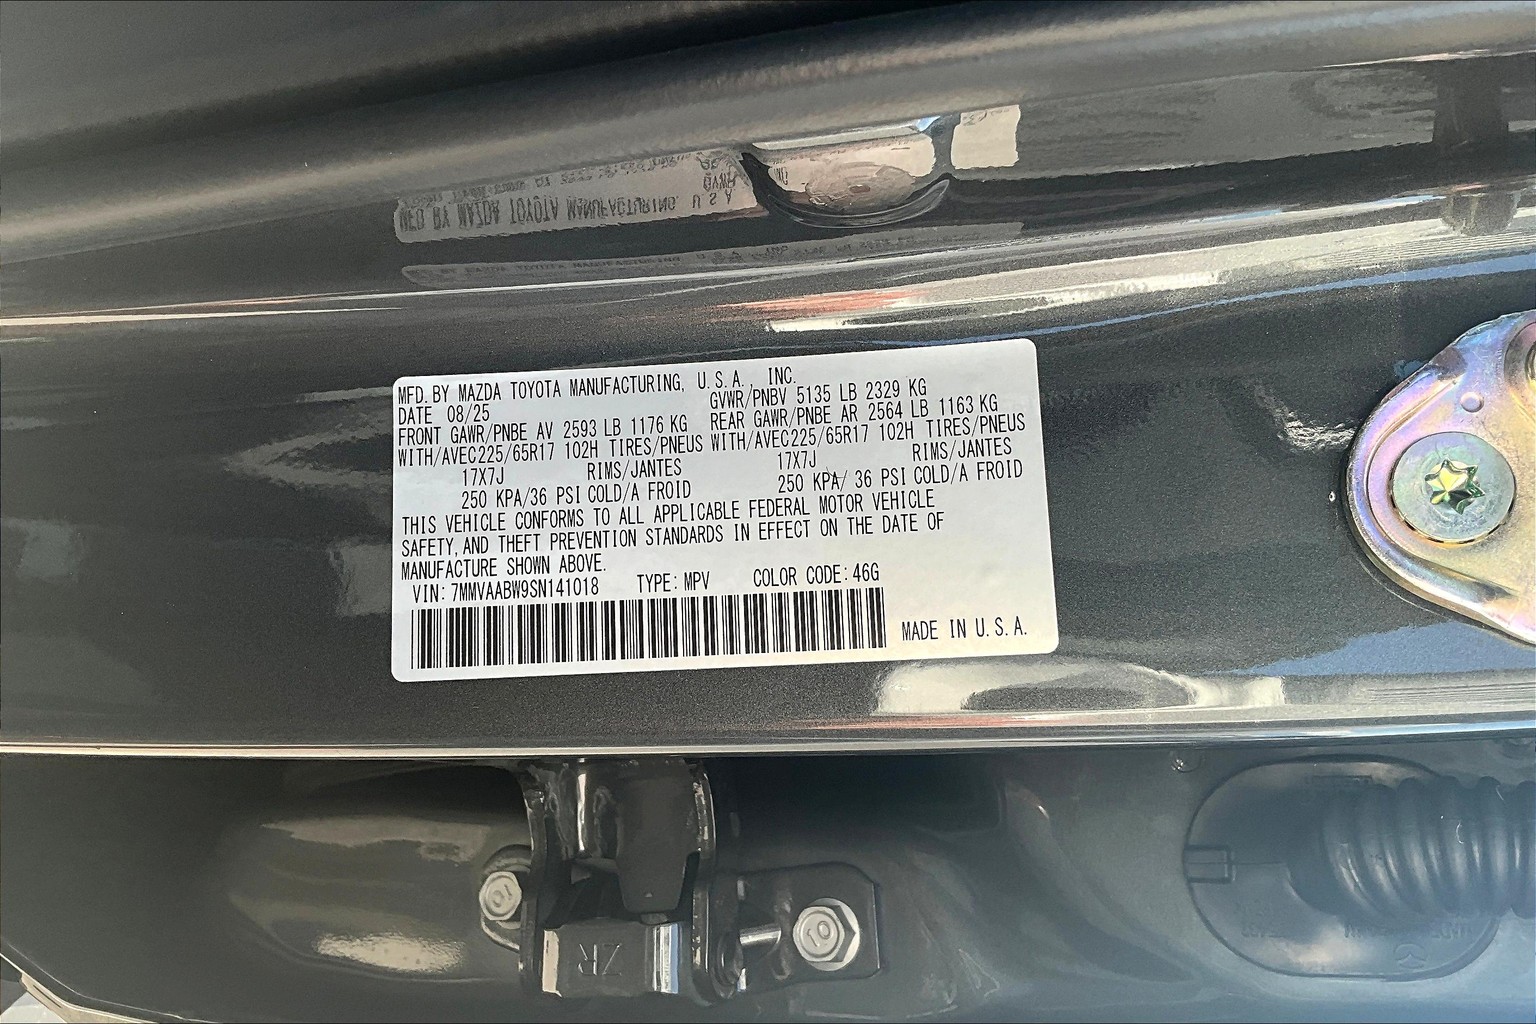 MFD. BY MAZDA TOYOTA MANUFACTURING, U.S.A., INC.
DATE 08/25 GVWR/PNBV 5135 LB 2329 KG
FRONT GAWR/PNBE AV 2593 LB 1176 KG REAR GAWR/PNBE AR 2564 LB 1163 KG
WITH/AVEC225/65R17 102H TIRES/PNEUS WITH/AVEC225/65R17 102H TIRES/PNEUS
17X7J RIMS/JANTES 17X7J RIMS/JANTES
250 KPA/36 PSI COLD/A FROID 250 KPA/ 36 PSI COLD/A FROID
THIS VEHICLE CONFORMS TO ALL APPLICABLE FEDERAL MOTOR VEHICLE
SAFETY, AND THEFT PREVENTION STANDARDS IN EFFECT ON THE DATE OF
MANUFACTURE SHOWN ABOVE.
VIN: 7MMVAABW9SN141018 TYPE: MPV COLOR CODE: 46G
MADE IN U.S.A.
10
10
ZR